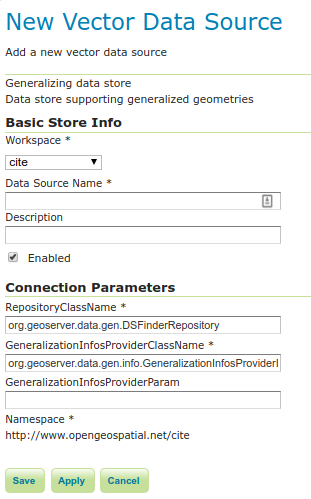 New Vector Data Source
Add a new vector data source
Generalizing data store
Data store supporting generalized geometries
Basic Store Info
Workspace *
cite
Data Source Name *
Description
Enabled
Connection Parameters
RepositoryClassName *
org.geoserver.data.gen.DSFinderRepository
GeneralizationInfosProviderClassName *
org.geoserver.data.gen.info.GeneralizationInfosProviderI
GeneralizationInfosProviderParam
Namespace *
http://www.opengeospatial.net/cite
Save Apply Cancel